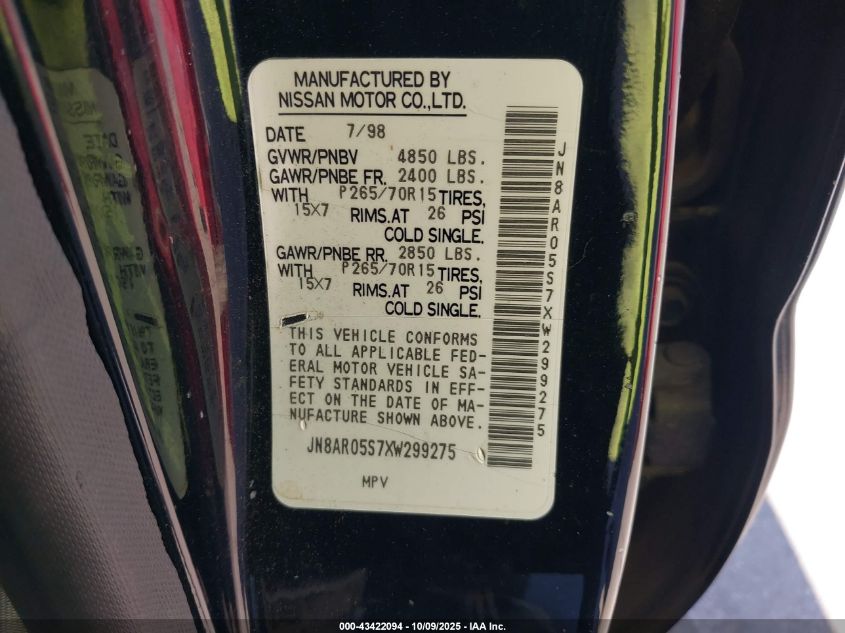 MANUFACTURED BY
NISSAN MOTOR CO.,LTD.
DATE 7/98
GVWR/PNBV 4850 LBS.
GAWR/PNBE FR. 2400 LBS.
WITH P265/70R15 TIRES,
15X7 RIMS.AT 26 PSI
COLD SINGLE.
GAWR/PNBE RR. 2850 LBS.
WITH P265/70R15 TIRES,
15X7 RIMS.AT 26 PSI
COLD SINGLE.
THIS VEHICLE CONFORMS
TO ALL APPLICABLE FED-
ERAL MOTOR VEHICLE SA-
FETY STANDARDS IN EFF-
ECT ON THE DATE OF MA-
NUFACTURE SHOWN ABOVE.
JN8AR05S7XW299275
MPV
JN8AR05S7XW299275
000-43422094 - 10/09/2025 - IAA Inc.